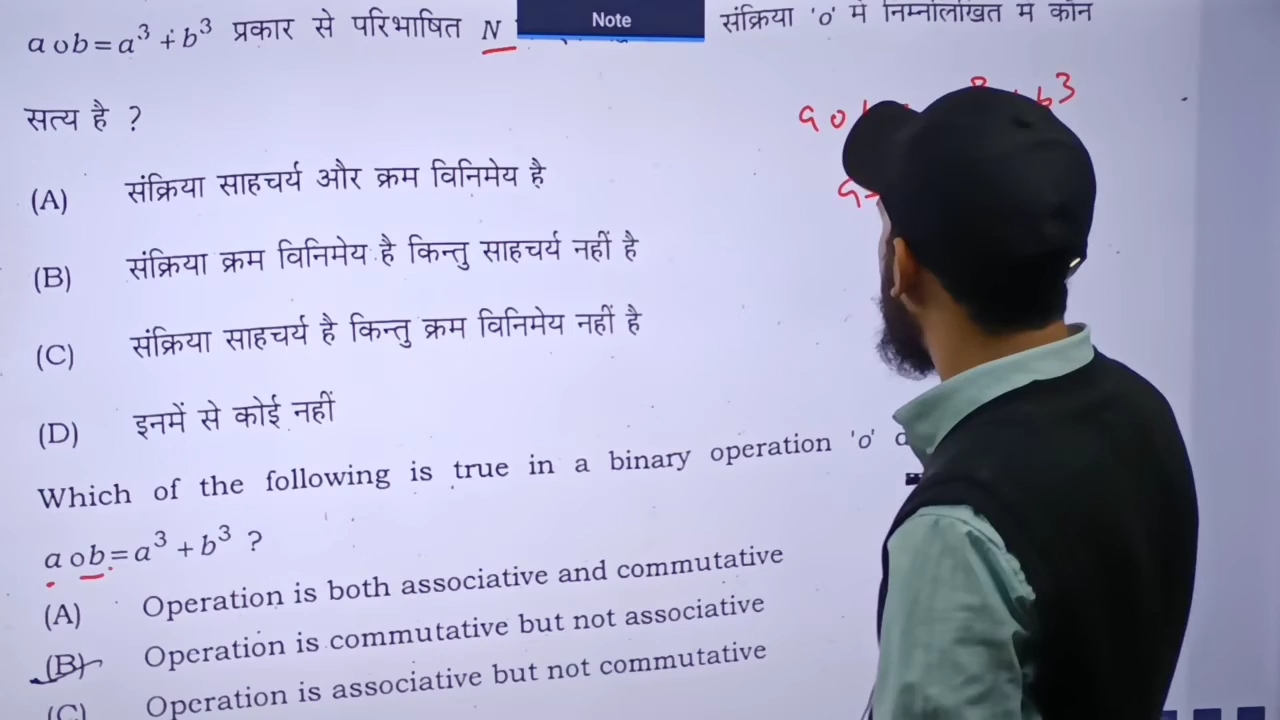 Note
a o b = a³ + b³ प्रकार से परिभाषित N संक्रिया 'o' में निम्नलिखित में कौन
सत्य है ?
a o b b³
(A) संक्रिया साहचर्य और क्रम विनिमेय है
(B) संक्रिया क्रम विनिमेय है किन्तु साहचर्य नहीं है
(C) संक्रिया साहचर्य है किन्तु क्रम विनिमेय नहीं है
(D) इनमें से कोई नहीं
Which of the following is true in a binary operation 'o'
a o b = a³ + b³ ?
(A) Operation is both associative and commutative
(B) Operation is commutative but not associative
(C) Operation is associative but not commutative